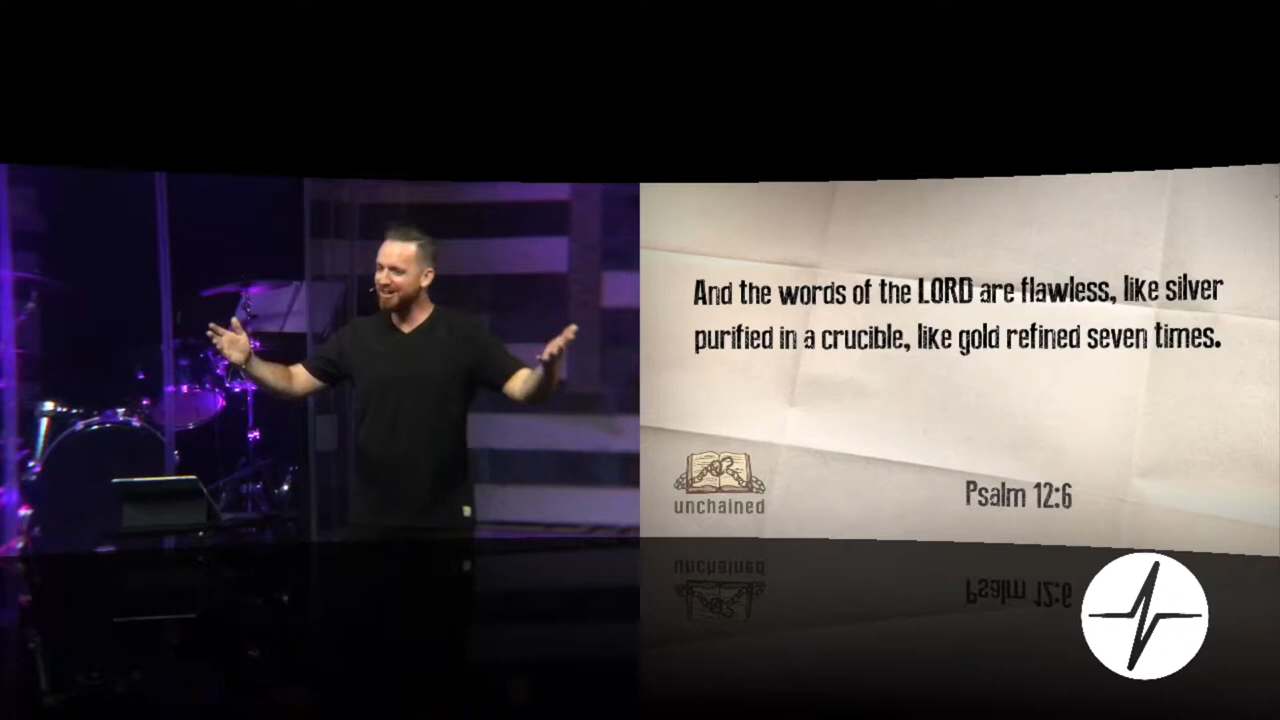 And the words of the LORD are flawless, like silver
purified in a crucible, like gold refined seven times.
unchained
Psalm 12:6